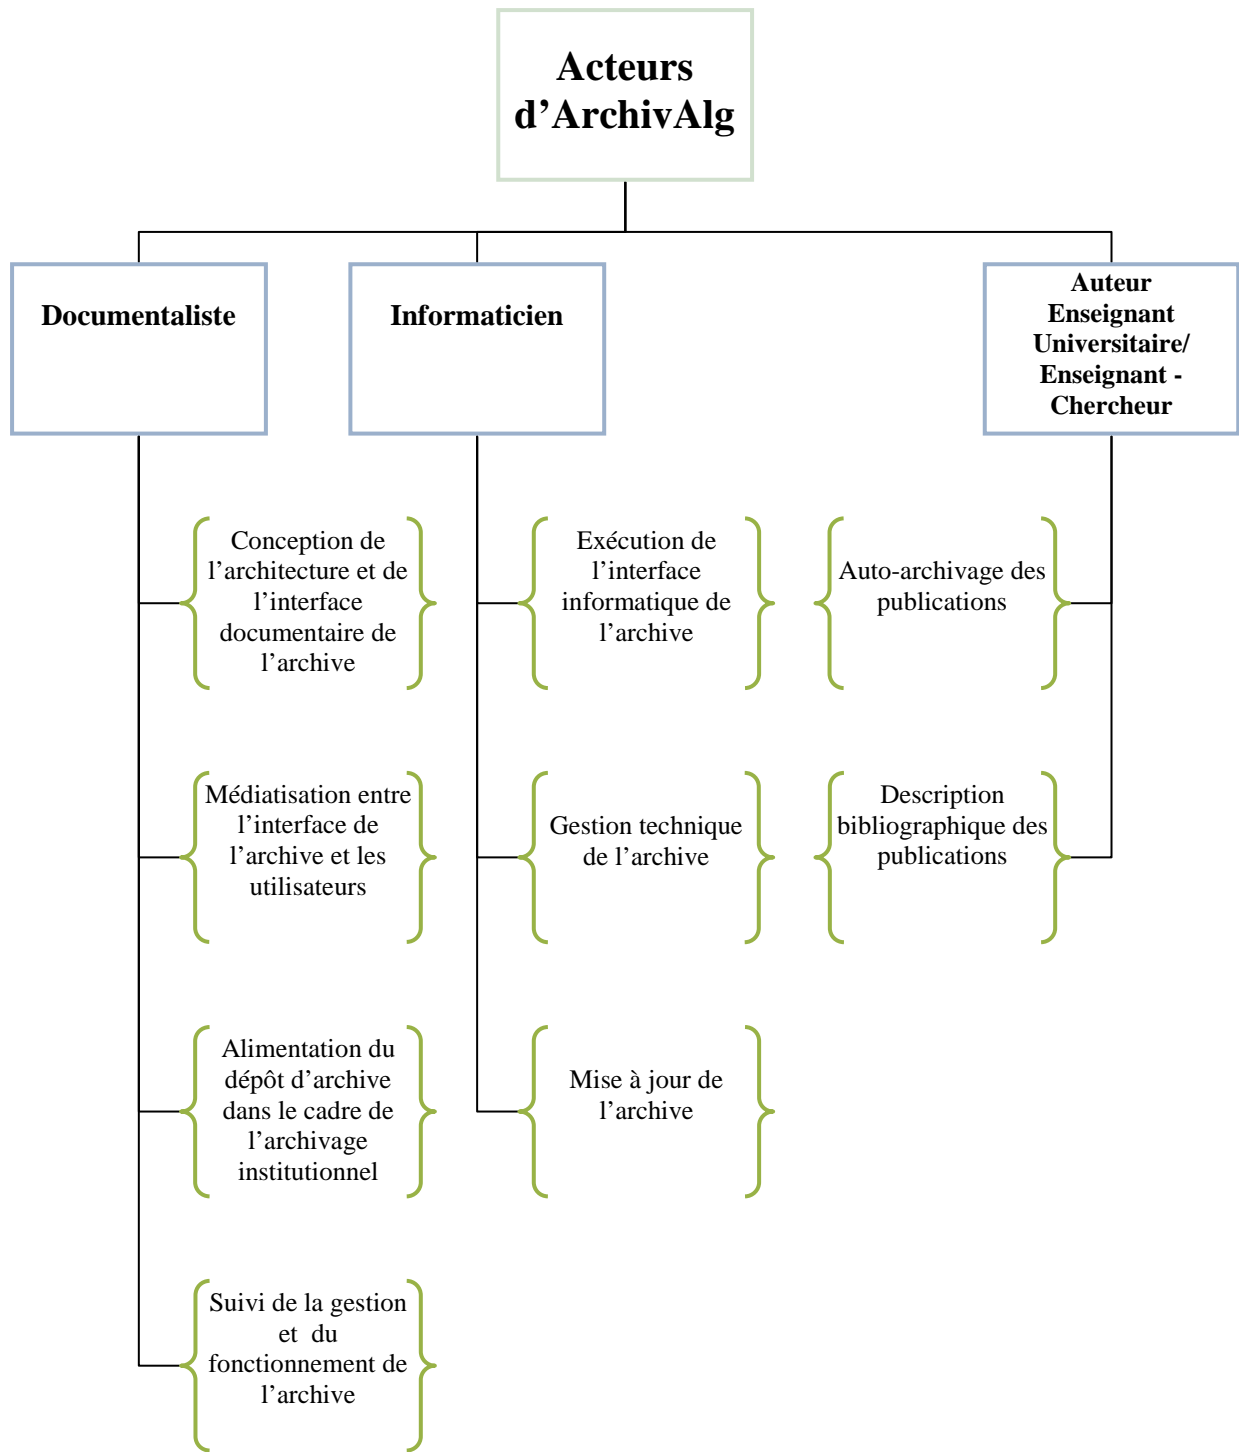 Acteurs
d’ArchivAlg
Documentaliste
Informaticien
Auteur
Enseignant
Universitaire/
Enseignant -
Chercheur
Conception de
l’architecture et de
l’interface
documentaire de
l’archive
Exécution de
l’interface
informatique de
l’archive
Auto-archivage des
publications
Médiatisation entre
l’interface de
l’archive et les
utilisateurs
Gestion technique
de l’archive
Description
bibliographique des
publications
Alimentation du
dépôt d’archive
dans le cadre de
l’archivage
institutionnel
Mise à jour de
l’archive
Suivi de la gestion
et  du
fonctionnement de
l’archive